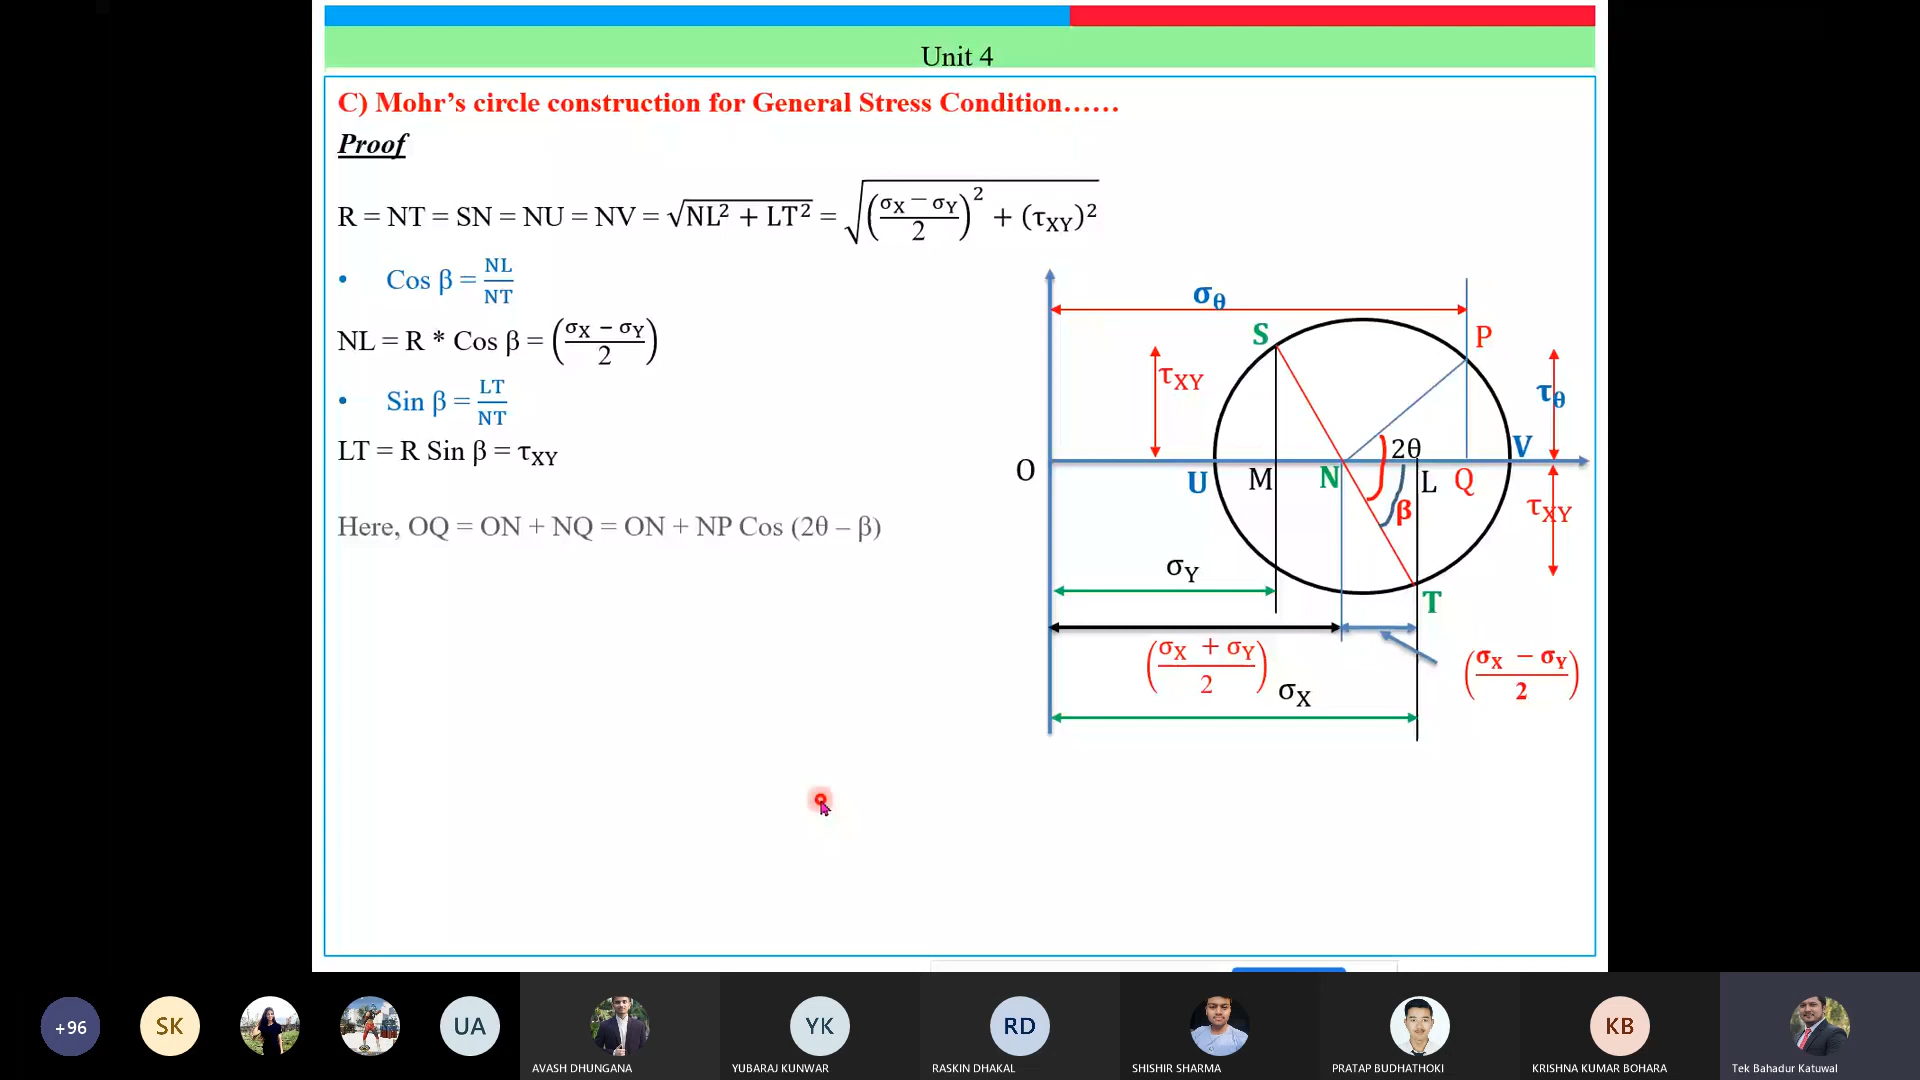 Unit 4
C) Mohr's circle construction for General Stress Condition……
Proof
R = NT = SN = NU = NV = √(NL² + LT²) = √(((σX − σY)/2)² + (τXY)²)
• Cos β = NL/NT
NL = R * Cos β = ((σX − σY)/2)
• Sin β = LT/NT
LT = R Sin β = τXY
Here, OQ = ON + NQ = ON + NP Cos (2θ – β)
σθ
S
P
τXY
τθ
2θ
V
O
U
M
N
L
Q
β
τXY
σY
T
((σX + σY)/2)
((σX − σY)/2)
σX
+96
SK
UA
YK
RD
KB
AVASH DHUNGANA
YUBARAJ KUNWAR
RASKIN DHAKAL
SHISHIR SHARMA
PRATAP BUDHATHOKI
KRISHNA KUMAR BOHARA
Tek Bahadur Katuwal